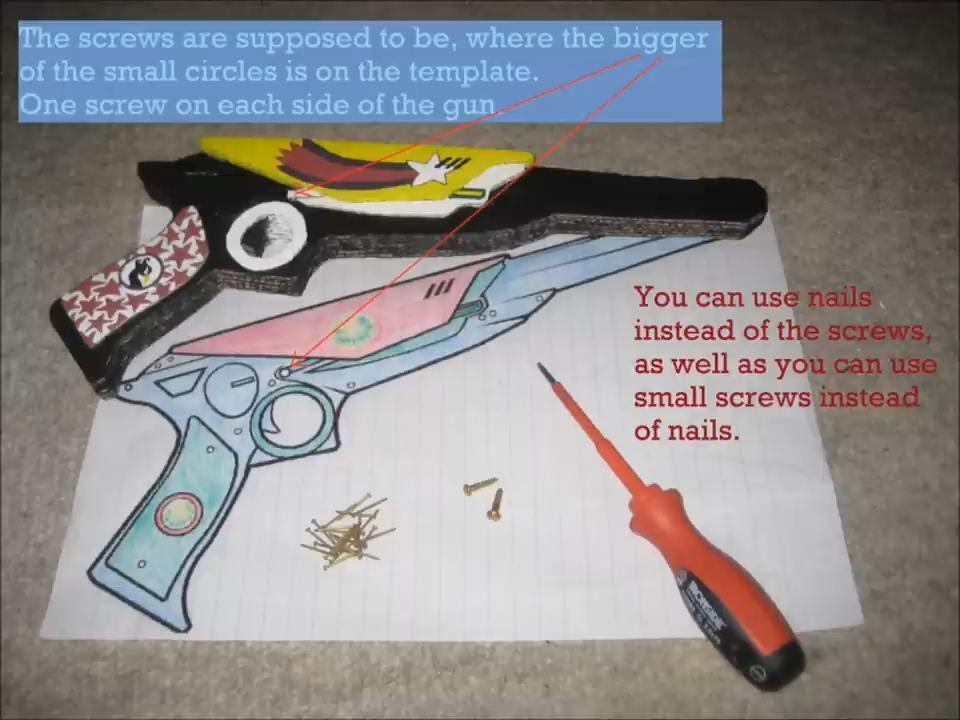 The screws are supposed to be, where the bigger
of the small circles is on the template.
One screw on each side of the gun
You can use nails
instead of the screws,
as well as you can use
small screws instead
of nails.